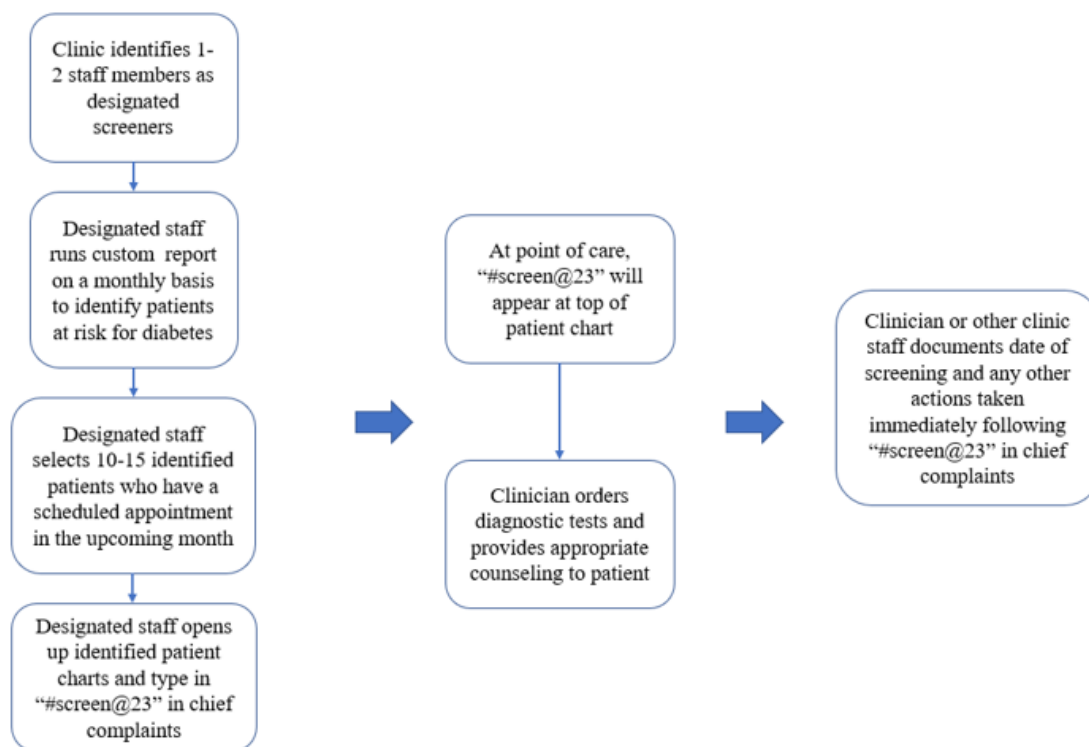 Clinic identifies 1-
2 staff members as
designated
screeners
Designated staff
runs custom report
on a monthly basis
to identify patients
at risk for diabetes
Designated staff
selects 10-15 identified
patients who have a
scheduled appointment
in the upcoming month
Designated staff opens
up identified patient
charts and type in
“#screen@23” in chief
complaints
At point of care,
“#screen@23” will
appear at top of
patient chart
Clinician orders
diagnostic tests and
provides appropriate
counseling to patient
Clinician or other clinic
staff documents date of
screening and any other
actions taken
immediately following
“#screen@23” in chief
complaints